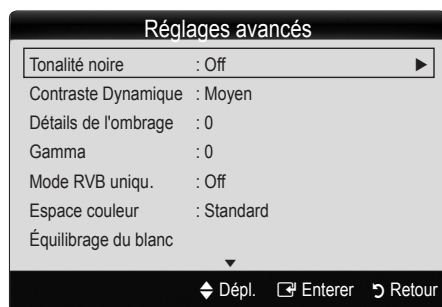 Réglages avancés
Tonalité noire : Off
Contraste Dynamique : Moyen
Détails de l'ombrage : 0
Gamma : 0
Mode RVB uniqu. : Off
Espace couleur : Standard
Équilibrage du blanc
Dépl. Enterer Retour